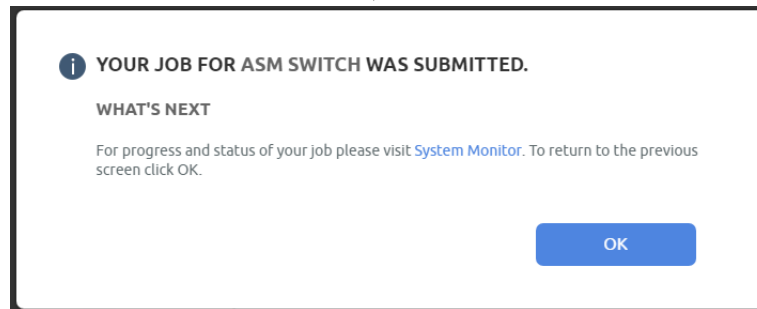 YOUR JOB FOR ASM SWITCH WAS SUBMITTED.
WHAT'S NEXT
For progress and status of your job please visit System Monitor. To return to the previous
screen click OK.
OK